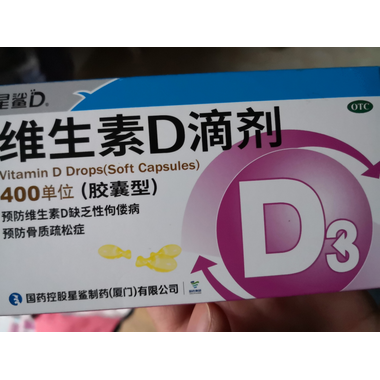 星鲨D®
OTC
维生素D滴剂
Vitamin D Drops(Soft Capsules)
400单位(胶囊型)
预防维生素D缺乏性佝偻病
预防骨质疏松症
D3
国药控股星鲨制药(厦门)有限公司